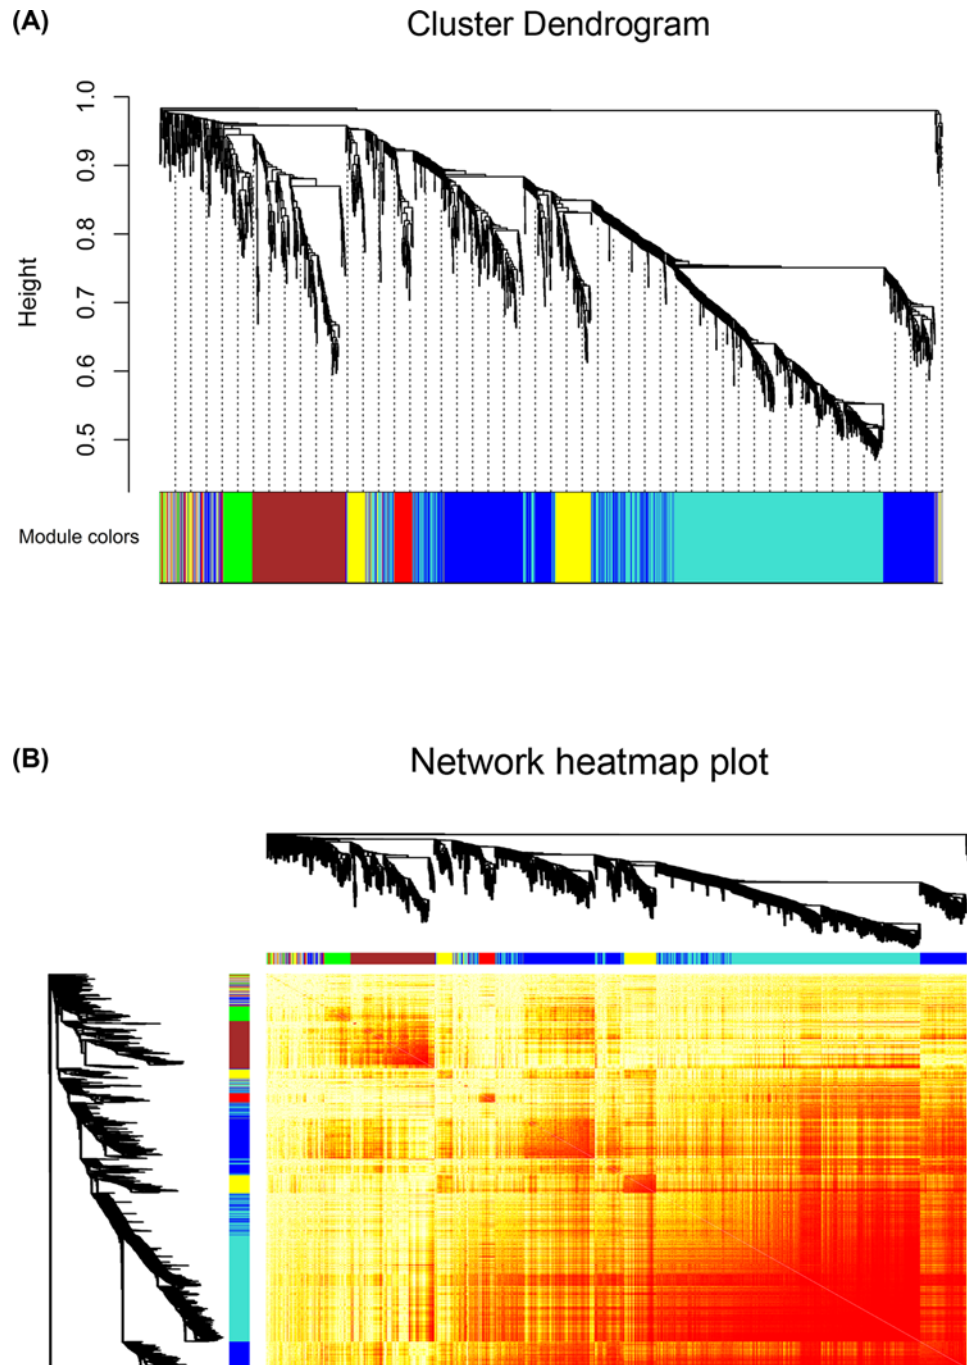 (A)
Cluster Dendrogram
Height
1.0
0.9
0.8
0.7
0.6
0.5
Module colors
(B)
Network heatmap plot